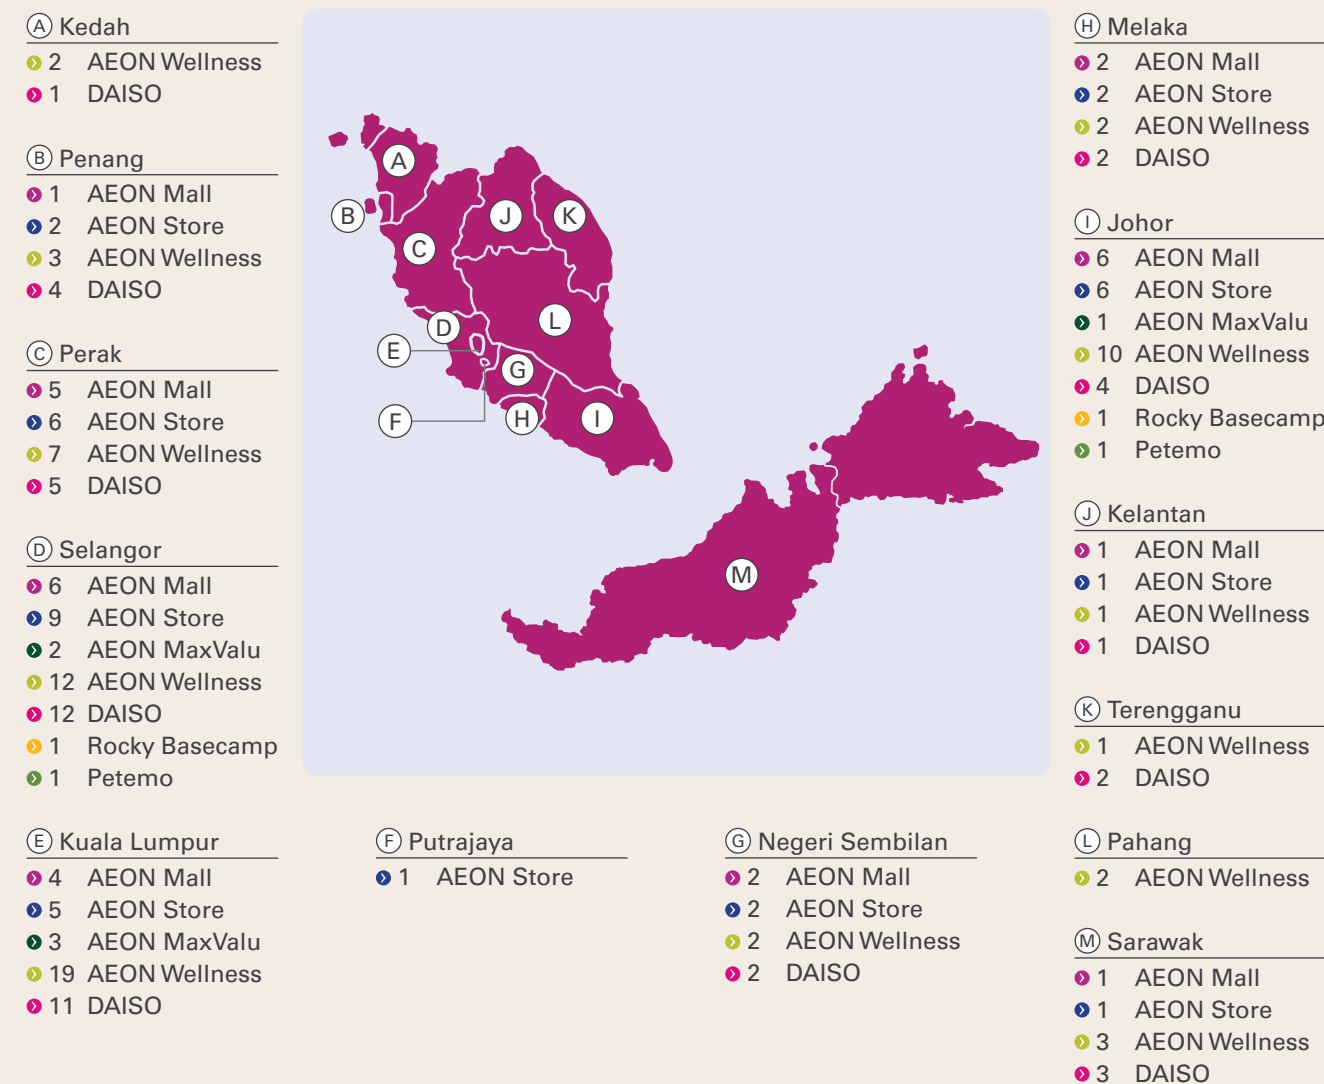 A Kedah
2 AEON Wellness
1 DAISO
B Penang
1 AEON Mall
2 AEON Store
3 AEON Wellness
4 DAISO
C Perak
5 AEON Mall
6 AEON Store
7 AEON Wellness
5 DAISO
D Selangor
6 AEON Mall
9 AEON Store
2 AEON MaxValu
12 AEON Wellness
12 DAISO
1 Rocky Basecamp
1 Petemo
E Kuala Lumpur
4 AEON Mall
5 AEON Store
3 AEON MaxValu
19 AEON Wellness
11 DAISO
A
B
J
K
C
D
L
E
G
F
H
I
M
F Putrajaya
1 AEON Store
G Negeri Sembilan
2 AEON Mall
2 AEON Store
2 AEON Wellness
2 DAISO
H Melaka
2 AEON Mall
2 AEON Store
2 AEON Wellness
2 DAISO
I Johor
6 AEON Mall
6 AEON Store
1 AEON MaxValu
10 AEON Wellness
4 DAISO
1 Rocky Basecamp
1 Petemo
J Kelantan
1 AEON Mall
1 AEON Store
1 AEON Wellness
1 DAISO
K Terengganu
1 AEON Wellness
2 DAISO
L Pahang
2 AEON Wellness
M Sarawak
1 AEON Mall
1 AEON Store
3 AEON Wellness
3 DAISO